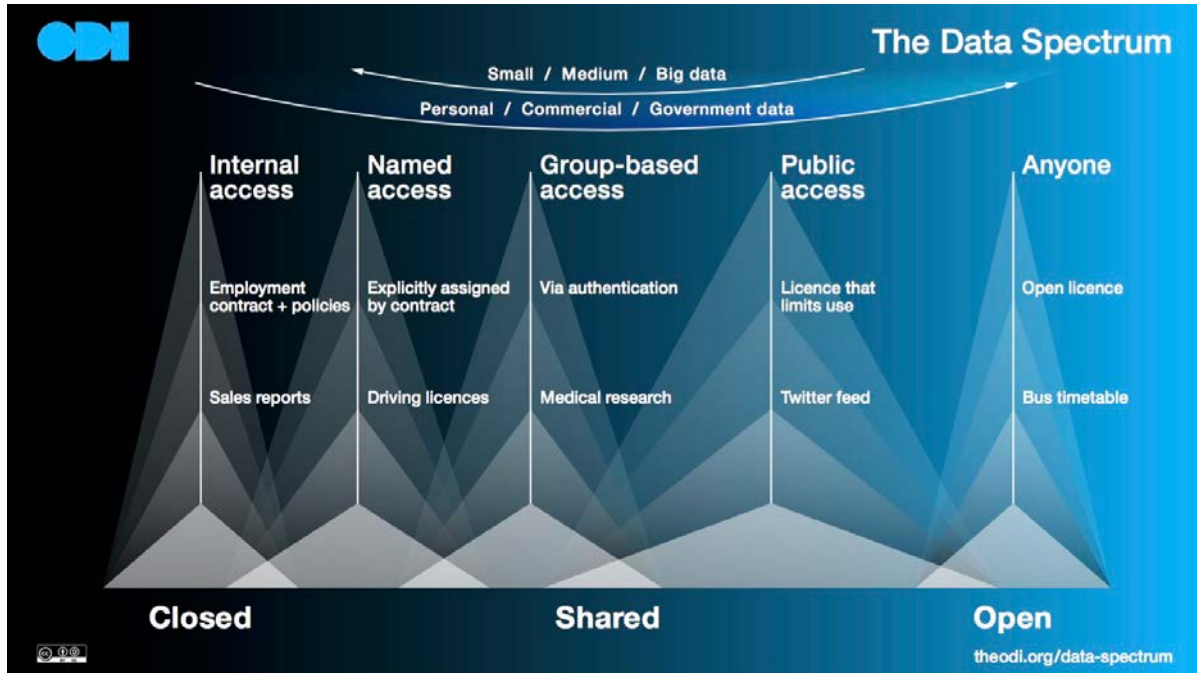 ODI
The Data Spectrum
Small / Medium / Big data
Personal / Commercial / Government data
Internal
access
Named
access
Group-based
access
Public
access
Anyone
Employment
contract + policies
Explicitly assigned
by contract
Via authentication
Licence that
limits use
Open licence
Sales reports
Driving licences
Medical research
Twitter feed
Bus timetable
Closed
Shared
Open
theodi.org/data-spectrum